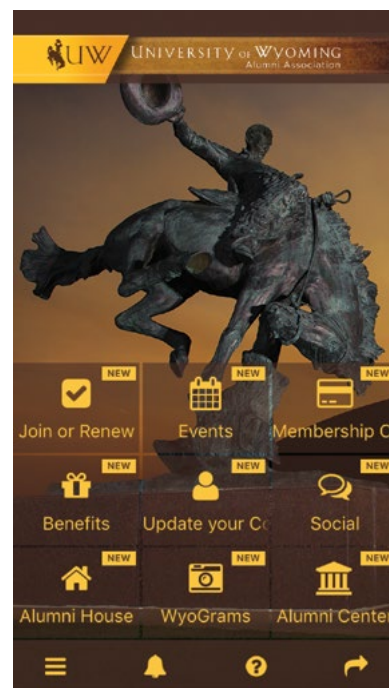 UW UNIVERSITY OF WYOMING
Alumni Association
NEW NEW NEW
Join or Renew Events Membership C
NEW NEW NEW
Benefits Update your Co Social
NEW NEW NEW
Alumni House WyoGrams Alumni Center